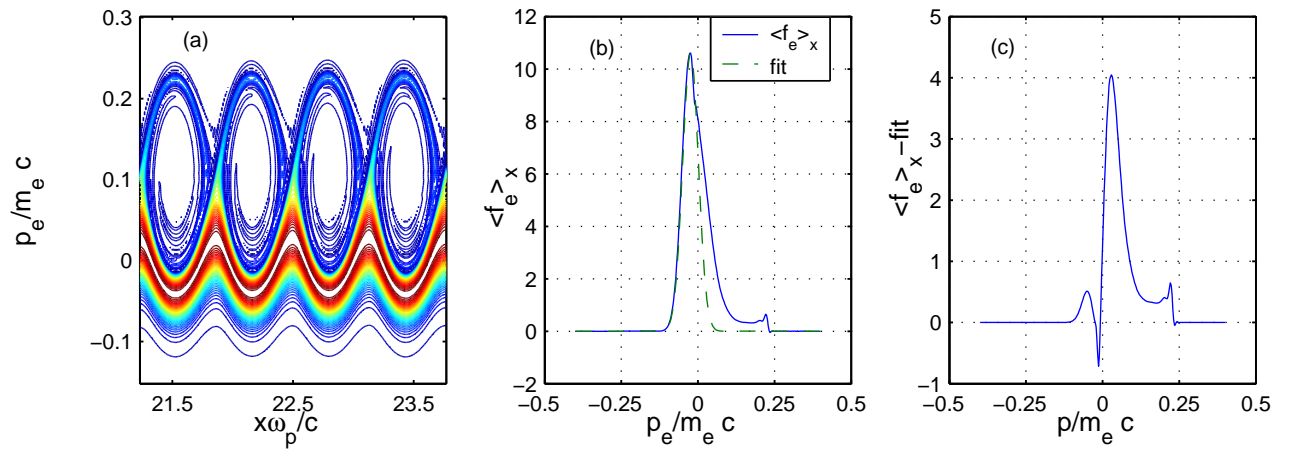 (a)
0.3
0.2
0.1
0
−0.1
p_e/m_e c
21.5 22.5 23.5
xω_p/c
(b)
<f_e>_x
fit
12
10
8
6
4
2
0
−2
<f_e>_x
−0.5 −0.25 0 0.25 0.5
p_e/m_e c
(c)
5
4
3
2
1
0
−1
<f_e>_x−fit
−0.5 −0.25 0 0.25 0.5
p/m_e c